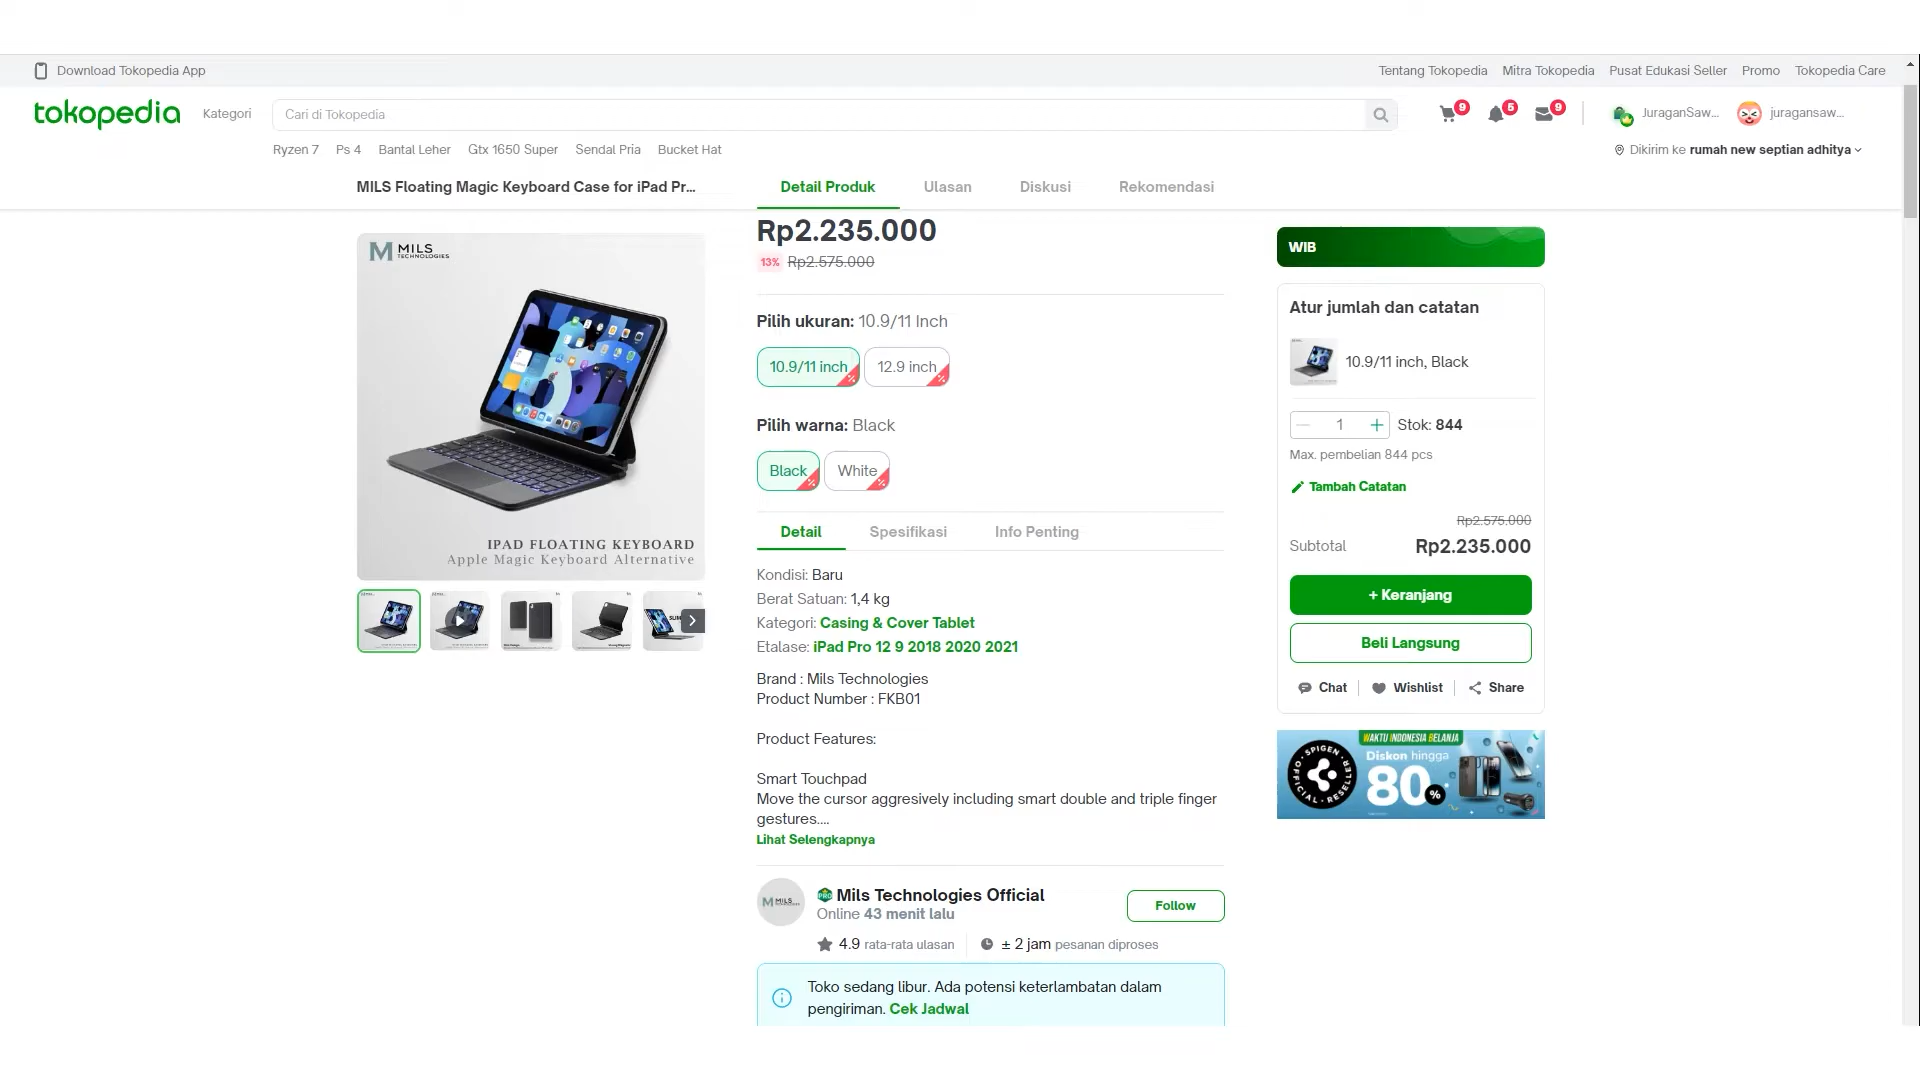 Download Tokopedia App
Tentang Tokopedia Mitra Tokopedia Pusat Edukasi Seller Promo Tokopedia Care
tokopedia Kategori Cari di Tokopedia 9 5 9 JuraganSaw... juragansaw...
Ryzen 7 Ps 4 Bantal Leher Gtx 1650 Super Sendal Pria Bucket Hat
Dikirim ke rumah new septian adhitya
MILS Floating Magic Keyboard Case for iPad Pr...
Detail Produk Ulasan Diskusi Rekomendasi
M MILS
TECHNOLOGIES
IPAD FLOATING KEYBOARD
Apple Magic Keyboard Alternative
Rp2.235.000
13% Rp2.575.000
Pilih ukuran: 10.9/11 Inch
10.9/11 inch 12.9 inch
Pilih warna: Black
Black White
Detail Spesifikasi Info Penting
Kondisi: Baru
Berat Satuan: 1,4 kg
Kategori: Casing & Cover Tablet
Etalase: iPad Pro 12 9 2018 2020 2021
Brand : Mils Technologies
Product Number : FKB01
Product Features:
Smart Touchpad
Move the cursor aggresively including smart double and triple finger
gestures....
Lihat Selengkapnya
M MILS
PRO Mils Technologies Official
Online 43 menit lalu
Follow
4.9 rata-rata ulasan ± 2 jam pesanan diproses
Toko sedang libur. Ada potensi keterlambatan dalam
pengiriman. Cek Jadwal
WIB
Atur jumlah dan catatan
10.9/11 inch, Black
1 Stok: 844
Max. pembelian 844 pcs
Tambah Catatan
Rp2.575.000
Subtotal Rp2.235.000
+ Keranjang
Beli Langsung
Chat Wishlist Share
WAKTU INDONESIA BELANJA
SPIGEN OFFICIAL RESELLER
Diskon hingga
80%